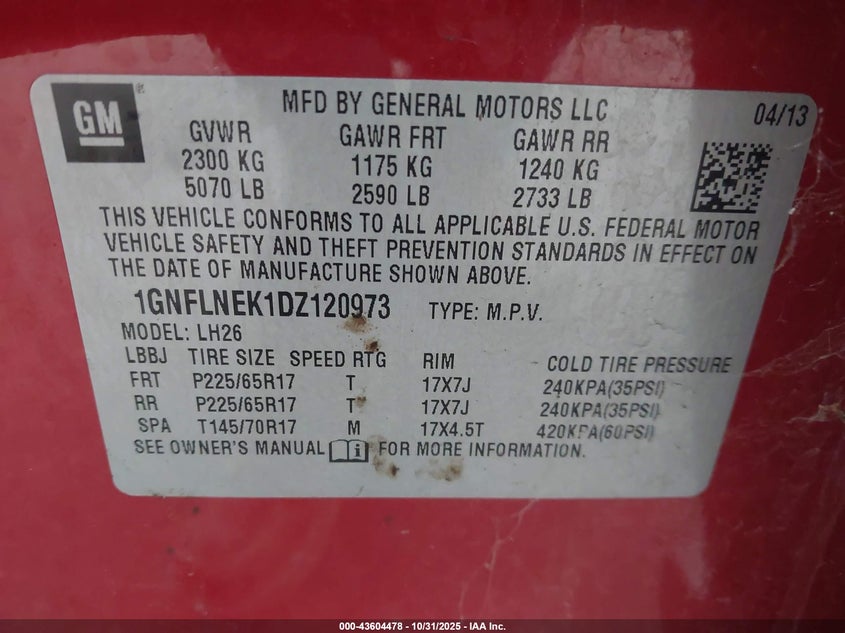 GM
MFD BY GENERAL MOTORS LLC
04/13
GVWR GAWR FRT GAWR RR
2300 KG 1175 KG 1240 KG
5070 LB 2590 LB 2733 LB
THIS VEHICLE CONFORMS TO ALL APPLICABLE U.S. FEDERAL MOTOR
VEHICLE SAFETY AND THEFT PREVENTION STANDARDS IN EFFECT ON
THE DATE OF MANUFACTURE SHOWN ABOVE.
1GNFLNEK1DZ120973 TYPE: M.P.V.
MODEL: LH26
LBBJ TIRE SIZE SPEED RTG RIM COLD TIRE PRESSURE
FRT P225/65R17 T 17X7J 240KPA(35PSI)
RR P225/65R17 T 17X7J 240KPA(35PSI)
SPA T145/70R17 M 17X4.5T 420KPA(60PSI)
SEE OWNER'S MANUAL FOR MORE INFORMATION.
000-43604478 - 10/31/2025 - IAA Inc.